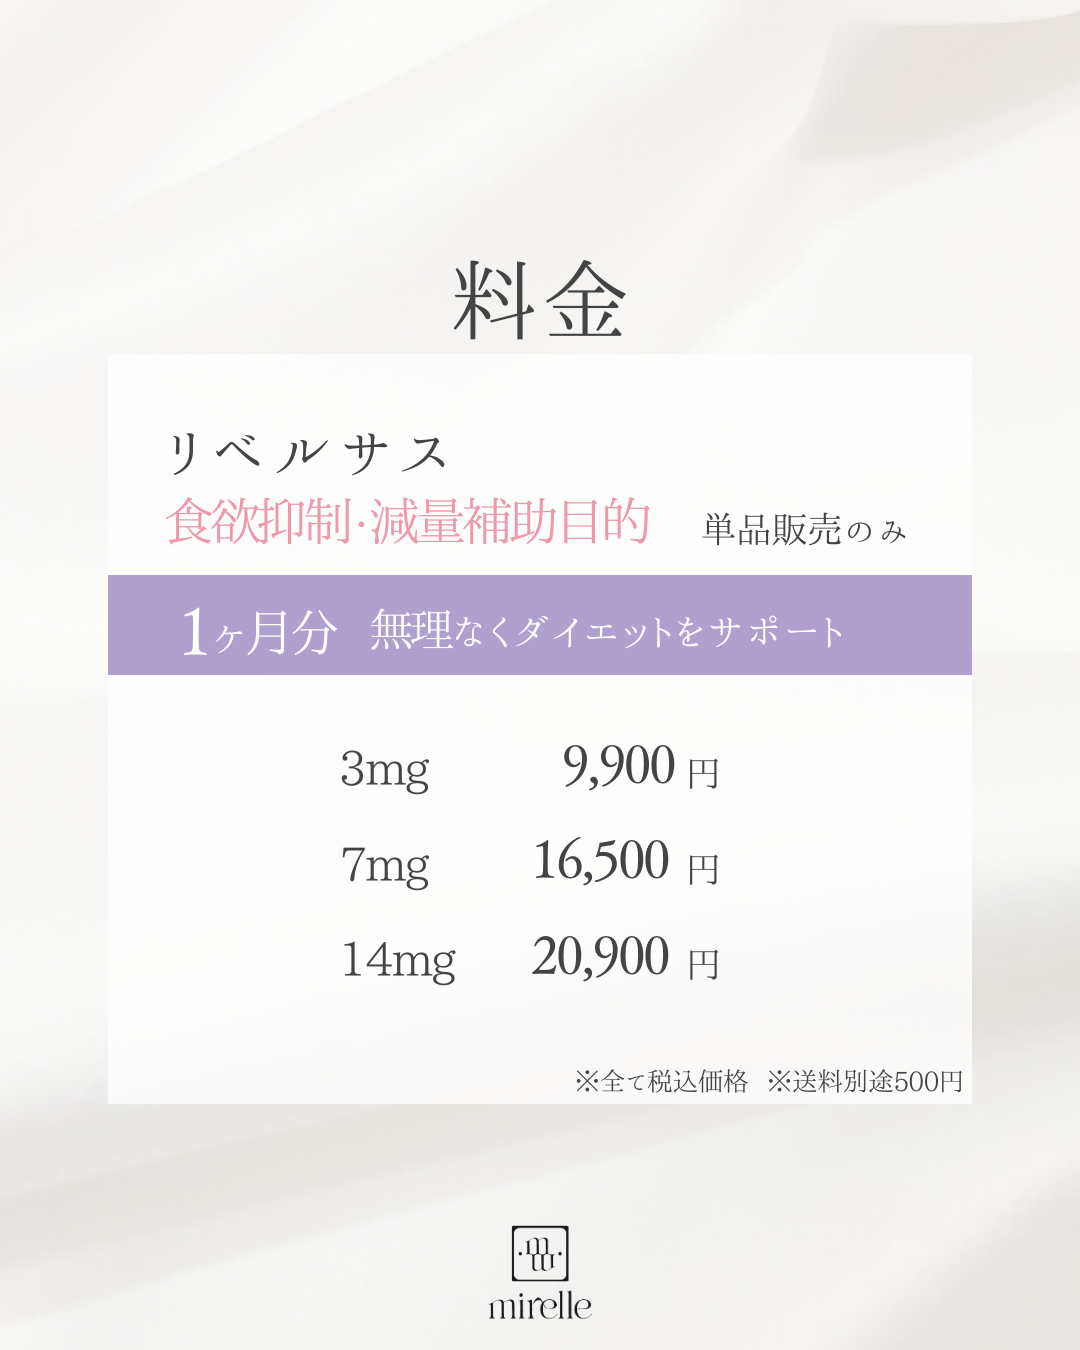 料金
リベルサス
食欲抑制·減量補助目的 単品販売のみ
1ヶ月分 無理なくダイエットをサポート
3mg 9,900 円
7mg 16,500 円
14mg 20,900 円
※全て税込価格 ※送料別途500円
mirelle